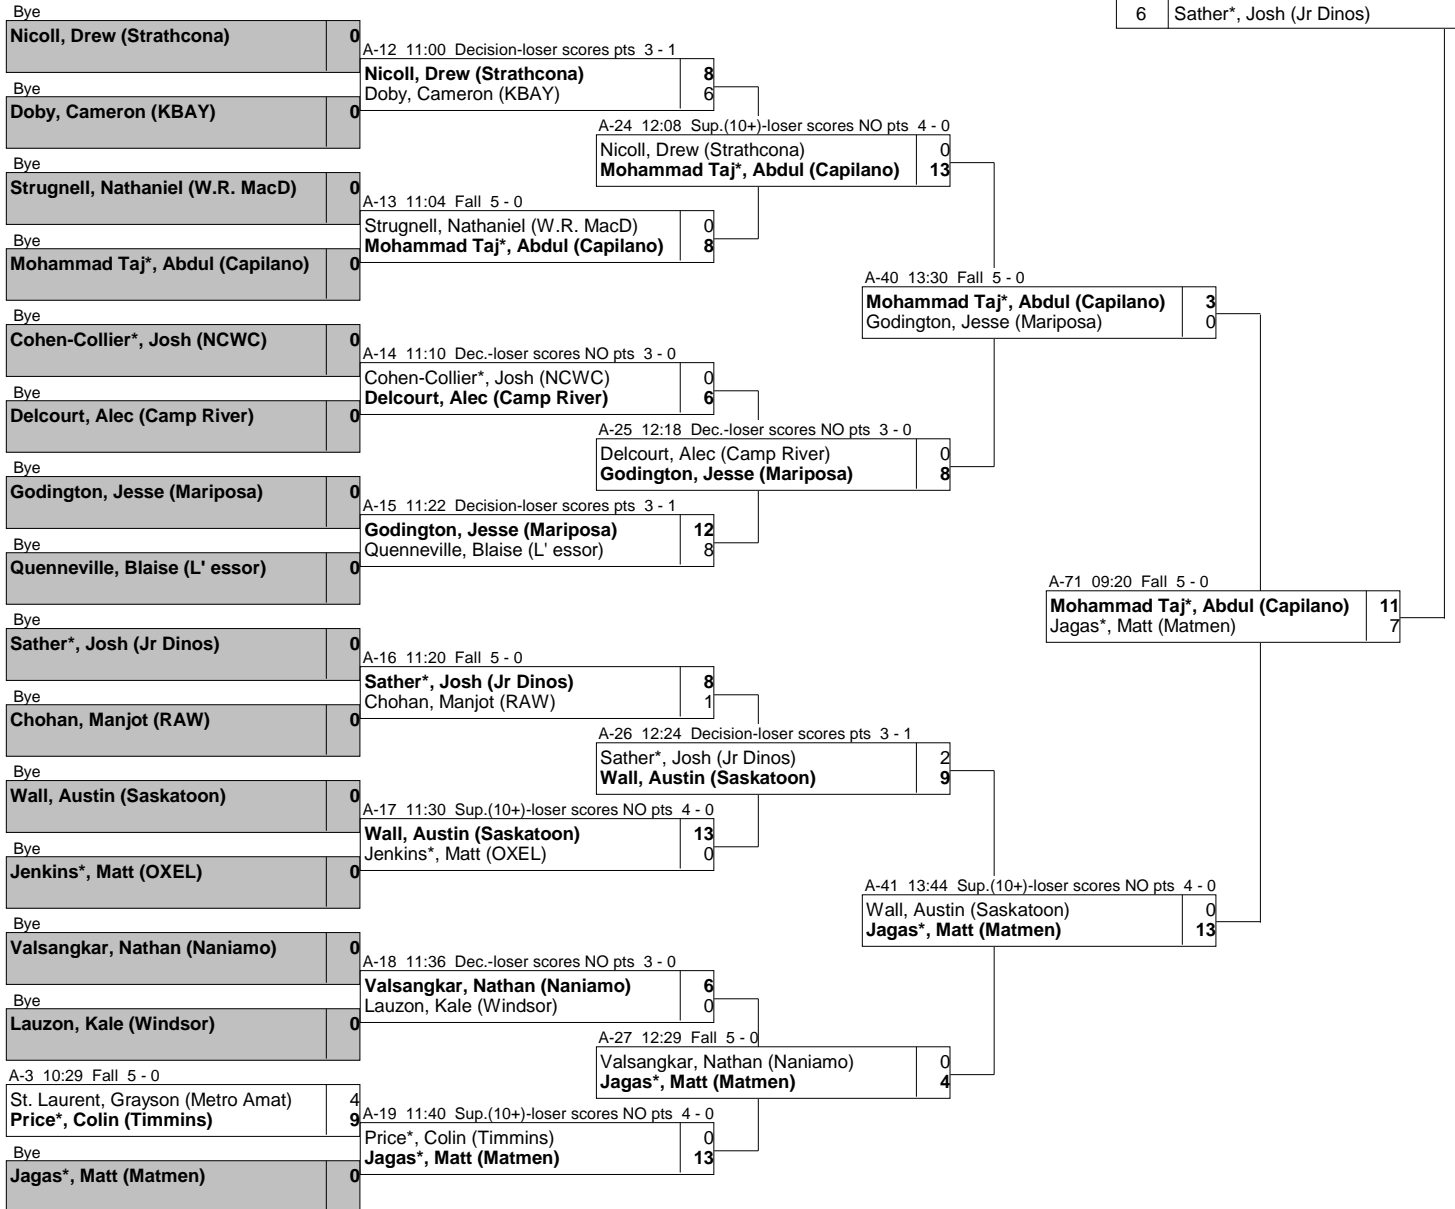 6 Sather*, Josh (Jr Dinos)
Bye
Nicoll, Drew (Strathcona) 0
Bye
Doby, Cameron (KBAY) 0
Bye
Strugnell, Nathaniel (W.R. MacD) 0
Bye
Mohammad Taj*, Abdul (Capilano) 0
Bye
Cohen-Collier*, Josh (NCWC) 0
Bye
Delcourt, Alec (Camp River) 0
Bye
Godington, Jesse (Mariposa) 0
Bye
Quenneville, Blaise (L' essor) 0
Bye
Sather*, Josh (Jr Dinos) 0
Bye
Chohan, Manjot (RAW) 0
Bye
Wall, Austin (Saskatoon) 0
Bye
Jenkins*, Matt (OXEL) 0
Bye
Valsangkar, Nathan (Naniamo) 0
Bye
Lauzon, Kale (Windsor) 0
A-3 10:29 Fall 5 - 0
St. Laurent, Grayson (Metro Amat) 4
Price*, Colin (Timmins) 9
Bye
Jagas*, Matt (Matmen) 0
A-12 11:00 Decision-loser scores pts 3 - 1
Nicoll, Drew (Strathcona) 8
Doby, Cameron (KBAY) 6
A-13 11:04 Fall 5 - 0
Strugnell, Nathaniel (W.R. MacD) 0
Mohammad Taj*, Abdul (Capilano) 8
A-14 11:10 Dec.-loser scores NO pts 3 - 0
Cohen-Collier*, Josh (NCWC) 0
Delcourt, Alec (Camp River) 6
A-15 11:22 Decision-loser scores pts 3 - 1
Godington, Jesse (Mariposa) 12
Quenneville, Blaise (L' essor) 8
A-16 11:20 Fall 5 - 0
Sather*, Josh (Jr Dinos) 8
Chohan, Manjot (RAW) 1
A-17 11:30 Sup.(10+)-loser scores NO pts 4 - 0
Wall, Austin (Saskatoon) 13
Jenkins*, Matt (OXEL) 0
A-18 11:36 Dec.-loser scores NO pts 3 - 0
Valsangkar, Nathan (Naniamo) 6
Lauzon, Kale (Windsor) 0
A-19 11:40 Sup.(10+)-loser scores NO pts 4 - 0
Price*, Colin (Timmins) 0
Jagas*, Matt (Matmen) 13
A-24 12:08 Sup.(10+)-loser scores NO pts 4 - 0
Nicoll, Drew (Strathcona) 0
Mohammad Taj*, Abdul (Capilano) 13
A-25 12:18 Dec.-loser scores NO pts 3 - 0
Delcourt, Alec (Camp River) 0
Godington, Jesse (Mariposa) 8
A-26 12:24 Decision-loser scores pts 3 - 1
Sather*, Josh (Jr Dinos) 2
Wall, Austin (Saskatoon) 9
A-27 12:29 Fall 5 - 0
Valsangkar, Nathan (Naniamo) 0
Jagas*, Matt (Matmen) 4
A-40 13:30 Fall 5 - 0
Mohammad Taj*, Abdul (Capilano) 3
Godington, Jesse (Mariposa) 0
A-41 13:44 Sup.(10+)-loser scores NO pts 4 - 0
Wall, Austin (Saskatoon) 0
Jagas*, Matt (Matmen) 13
A-71 09:20 Fall 5 - 0
Mohammad Taj*, Abdul (Capilano) 11
Jagas*, Matt (Matmen) 7